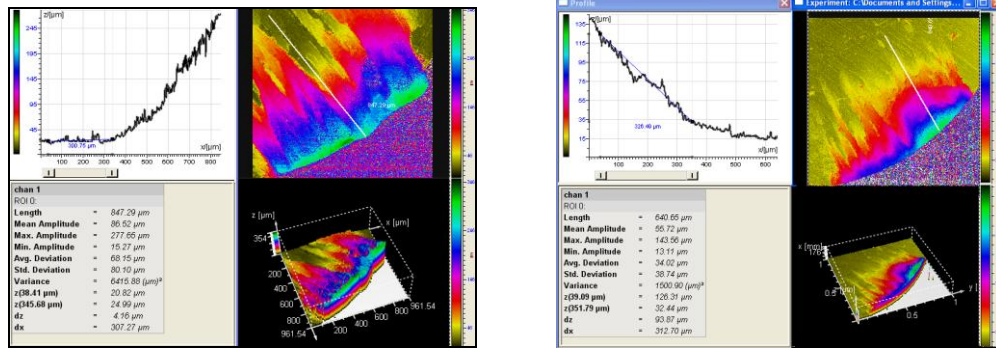 z/[µm]
245
195
145
95
45
300.75 µm
x/[µm]
100 200 300 400 500 600 700 800
847.29 µm
chan 1
ROI 0:
Length = 847.29 µm
Mean Amplitude = 86.52 µm
Max. Amplitude = 277.65 µm
Min. Amplitude = 15.27 µm
Avg. Deviation = 68.15 µm
Std. Deviation = 80.10 µm
Variance = 6415.88 (µm)²
z(38.41 µm) = 20.82 µm
z(345.68 µm) = 24.99 µm
dz = 4.16 µm
dx = 307.27 µm
z [µm]
x [µm]
354
200
400
600
800
961.54
200 400 600 800 961.54
Profile
Experiment: C:\Documents and Settings...
z/[µm]
135
115
95
75
55
35
15
325.49 µm
x/[µm]
100 200 300 400 500 600
chan 1
ROI 0:
Length = 640.65 µm
Mean Amplitude = 55.72 µm
Max. Amplitude = 143.56 µm
Min. Amplitude = 13.11 µm
Avg. Deviation = 34.02 µm
Std. Deviation = 38.74 µm
Variance = 1500.90 (µm)²
z(39.09 µm) = 126.31 µm
z(351.79 µm) = 32.44 µm
dz = 93.87 µm
dx = 312.70 µm
x [mm]
1
0.5
0.5
1
y [